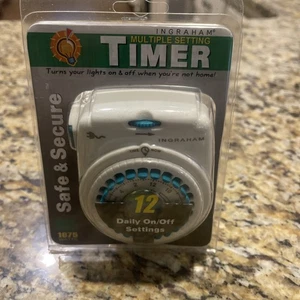 INGRAHAM
MULTIPLE SETTING
TIMER
Turns your lights on & off when you're not home!
Safe & Secure
INGRAHAM
12
Daily On/Off
Settings
1679